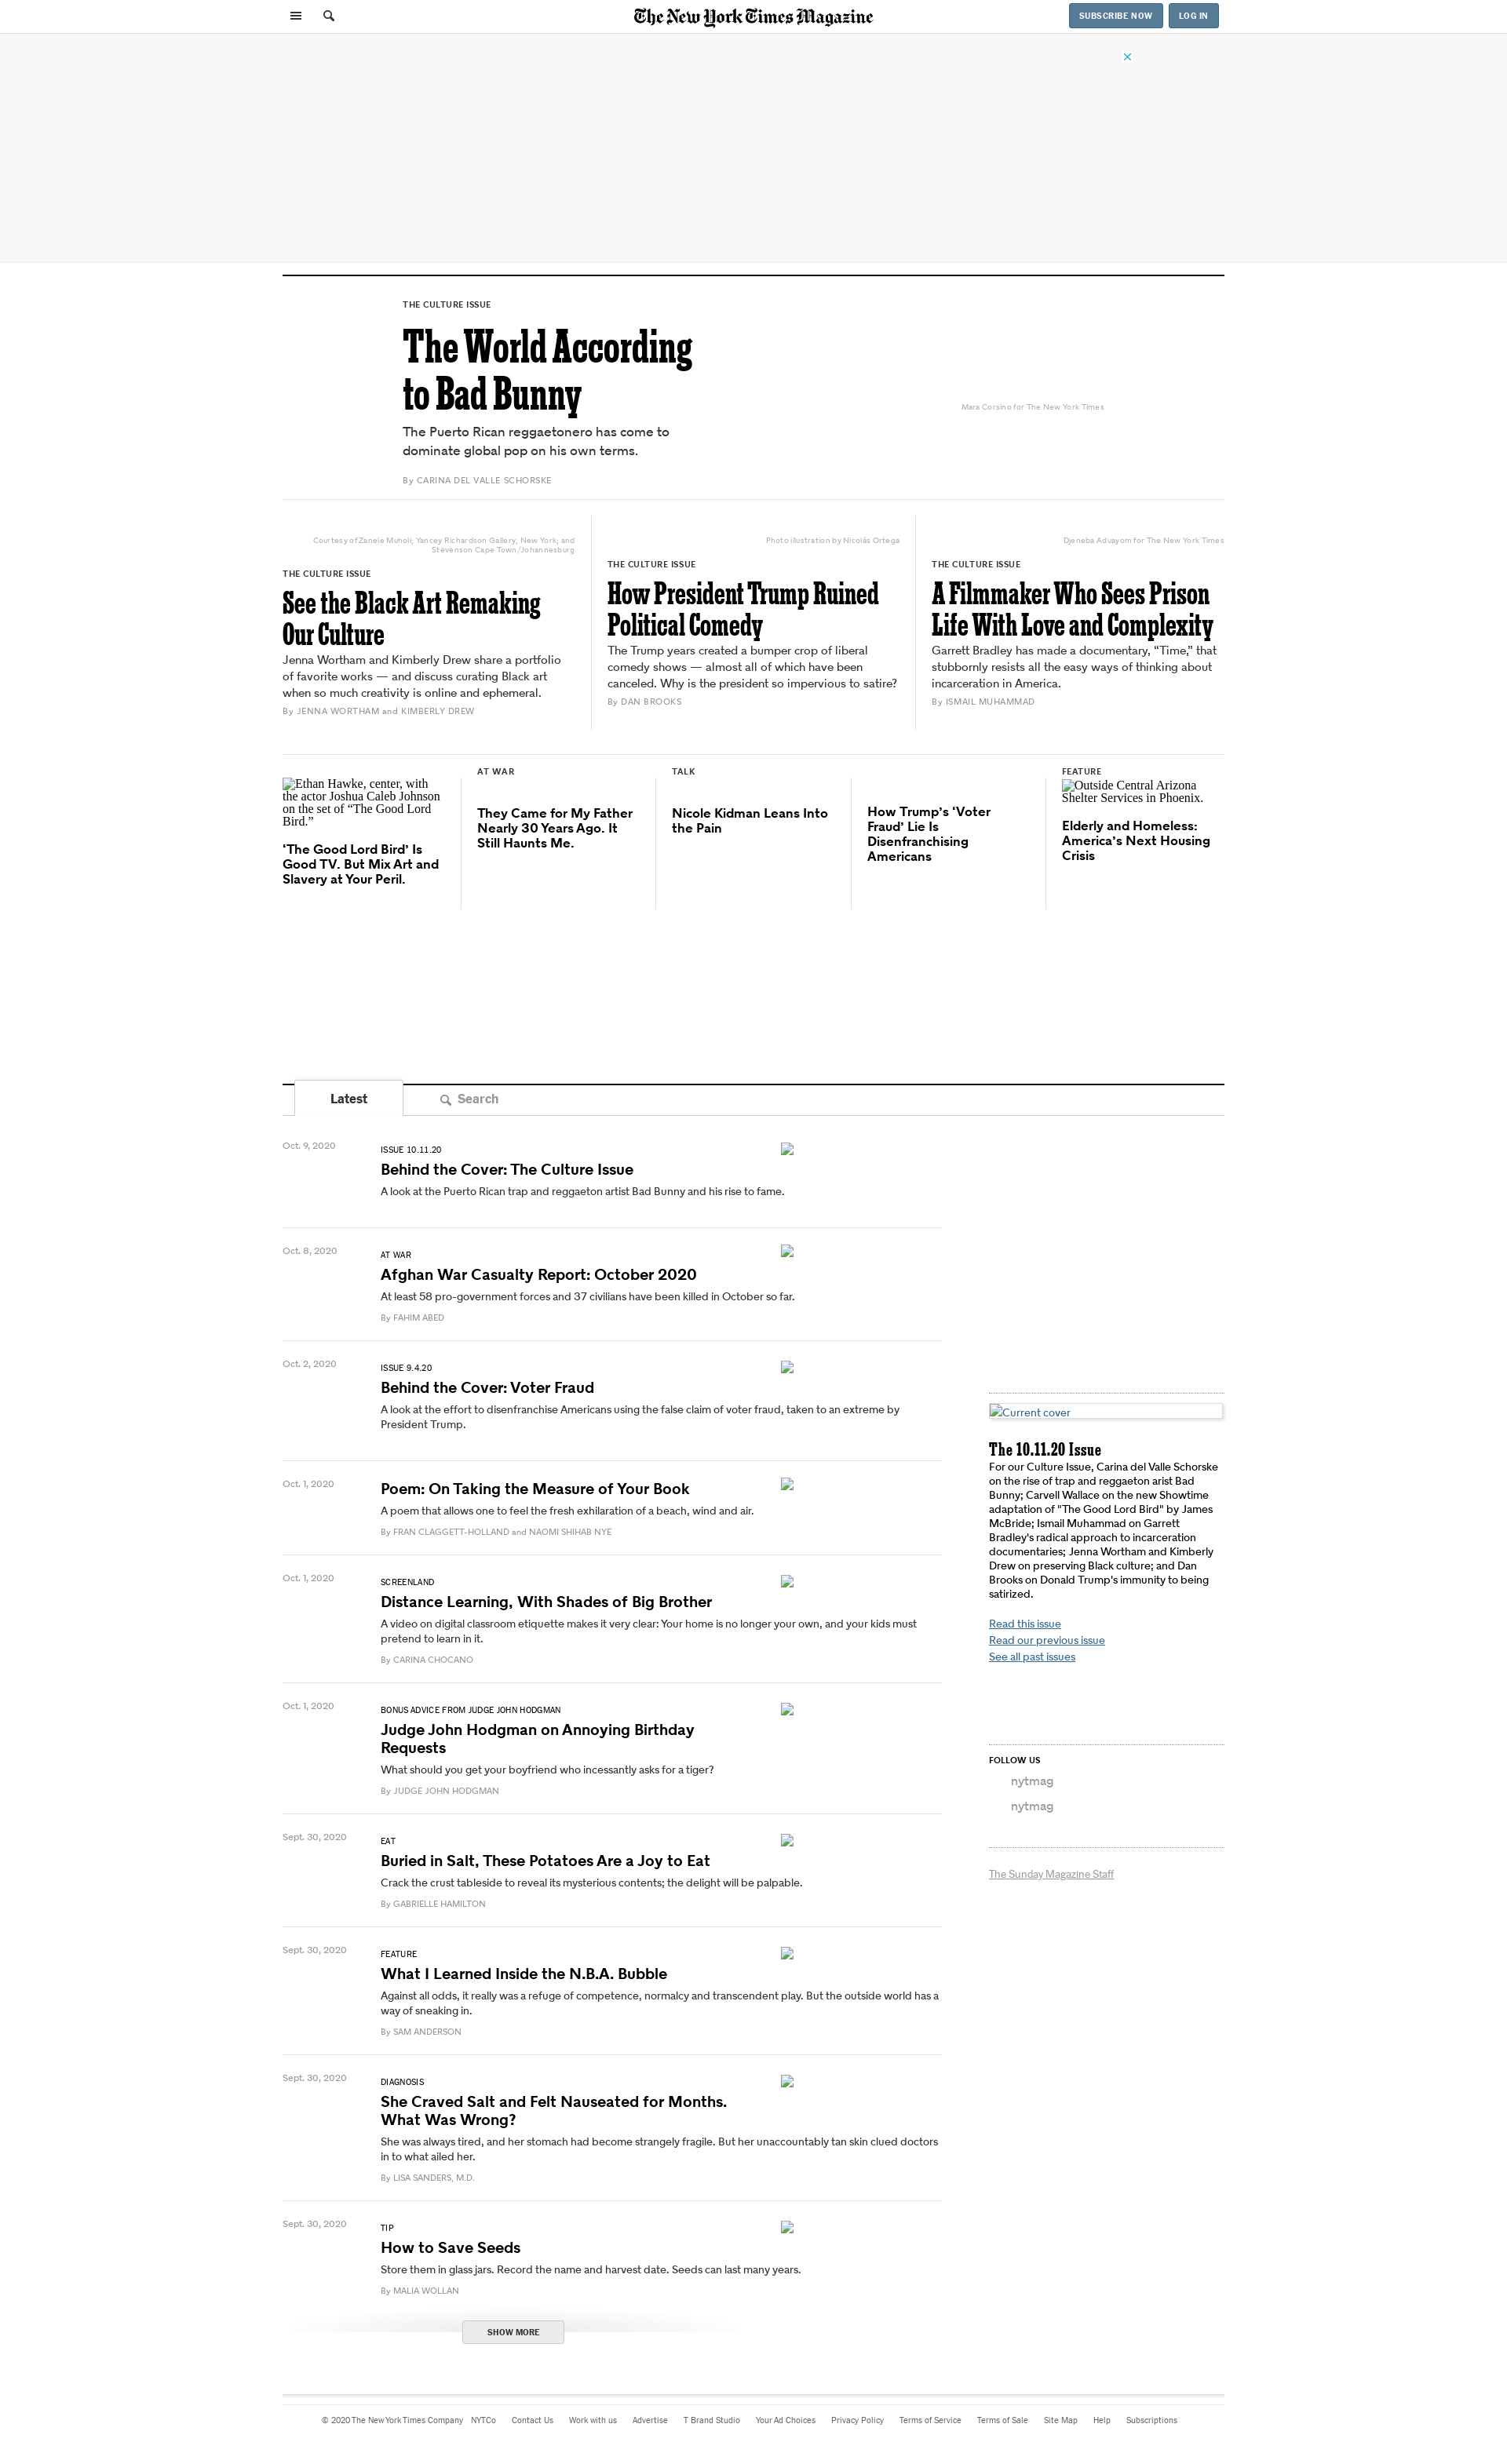 The New York Times Magazine
SUBSCRIBE NOW
LOG IN
THE CULTURE ISSUE
The World According
to Bad Bunny
The Puerto Rican reggaetonero has come to
dominate global pop on his own terms.
By CARINA DEL VALLE SCHORSKE
Mara Corsino for The New York Times
Courtesy of Zanele Muholi; Yancey Richardson Gallery, New York; and
Stevenson Cape Town/Johannesburg
THE CULTURE ISSUE
See the Black Art Remaking
Our Culture
Jenna Wortham and Kimberly Drew share a portfolio
of favorite works — and discuss curating Black art
when so much creativity is online and ephemeral.
By JENNA WORTHAM and KIMBERLY DREW
Photo illustration by Nicolás Ortega
THE CULTURE ISSUE
How President Trump Ruined
Political Comedy
The Trump years created a bumper crop of liberal
comedy shows — almost all of which have been
canceled. Why is the president so impervious to satire?
By DAN BROOKS
Djeneba Aduayom for The New York Times
THE CULTURE ISSUE
A Filmmaker Who Sees Prison
Life With Love and Complexity
Garrett Bradley has made a documentary, “Time,” that
stubbornly resists all the easy ways of thinking about
incarceration in America.
By ISMAIL MUHAMMAD
Ethan Hawke, center, with
the actor Joshua Caleb Johnson
on the set of “The Good Lord
Bird.”
‘The Good Lord Bird’ Is
Good TV. But Mix Art and
Slavery at Your Peril.
AT WAR
They Came for My Father
Nearly 30 Years Ago. It
Still Haunts Me.
TALK
Nicole Kidman Leans Into
the Pain
How Trump’s ‘Voter
Fraud’ Lie Is
Disenfranchising
Americans
FEATURE
Outside Central Arizona
Shelter Services in Phoenix.
Elderly and Homeless:
America’s Next Housing
Crisis
Latest
Search
Oct. 9, 2020
ISSUE 10.11.20
Behind the Cover: The Culture Issue
A look at the Puerto Rican trap and reggaeton artist Bad Bunny and his rise to fame.
Oct. 8, 2020
AT WAR
Afghan War Casualty Report: October 2020
At least 58 pro-government forces and 37 civilians have been killed in October so far.
By FAHIM ABED
Oct. 2, 2020
ISSUE 9.4.20
Behind the Cover: Voter Fraud
A look at the effort to disenfranchise Americans using the false claim of voter fraud, taken to an extreme by
President Trump.
Oct. 1, 2020
Poem: On Taking the Measure of Your Book
A poem that allows one to feel the fresh exhilaration of a beach, wind and air.
By FRAN CLAGGETT-HOLLAND and NAOMI SHIHAB NYE
Oct. 1, 2020
SCREENLAND
Distance Learning, With Shades of Big Brother
A video on digital classroom etiquette makes it very clear: Your home is no longer your own, and your kids must
pretend to learn in it.
By CARINA CHOCANO
Oct. 1, 2020
BONUS ADVICE FROM JUDGE JOHN HODGMAN
Judge John Hodgman on Annoying Birthday
Requests
What should you get your boyfriend who incessantly asks for a tiger?
By JUDGE JOHN HODGMAN
Sept. 30, 2020
EAT
Buried in Salt, These Potatoes Are a Joy to Eat
Crack the crust tableside to reveal its mysterious contents; the delight will be palpable.
By GABRIELLE HAMILTON
Sept. 30, 2020
FEATURE
What I Learned Inside the N.B.A. Bubble
Against all odds, it really was a refuge of competence, normalcy and transcendent play. But the outside world has a
way of sneaking in.
By SAM ANDERSON
Sept. 30, 2020
DIAGNOSIS
She Craved Salt and Felt Nauseated for Months.
What Was Wrong?
She was always tired, and her stomach had become strangely fragile. But her unaccountably tan skin clued doctors
in to what ailed her.
By LISA SANDERS, M.D.
Sept. 30, 2020
TIP
How to Save Seeds
Store them in glass jars. Record the name and harvest date. Seeds can last many years.
By MALIA WOLLAN
SHOW MORE
Current cover
The 10.11.20 Issue
For our Culture Issue, Carina del Valle Schorske
on the rise of trap and reggaeton arist Bad
Bunny; Carvell Wallace on the new Showtime
adaptation of "The Good Lord Bird" by James
McBride; Ismail Muhammad on Garrett
Bradley's radical approach to incarceration
documentaries; Jenna Wortham and Kimberly
Drew on preserving Black culture; and Dan
Brooks on Donald Trump's immunity to being
satirized.
Read this issue
Read our previous issue
See all past issues
FOLLOW US
nytmag
nytmag
The Sunday Magazine Staff
© 2020 The New York Times Company NYTCo Contact Us Work with us Advertise T Brand Studio Your Ad Choices Privacy Policy Terms of Service Terms of Sale Site Map Help Subscriptions